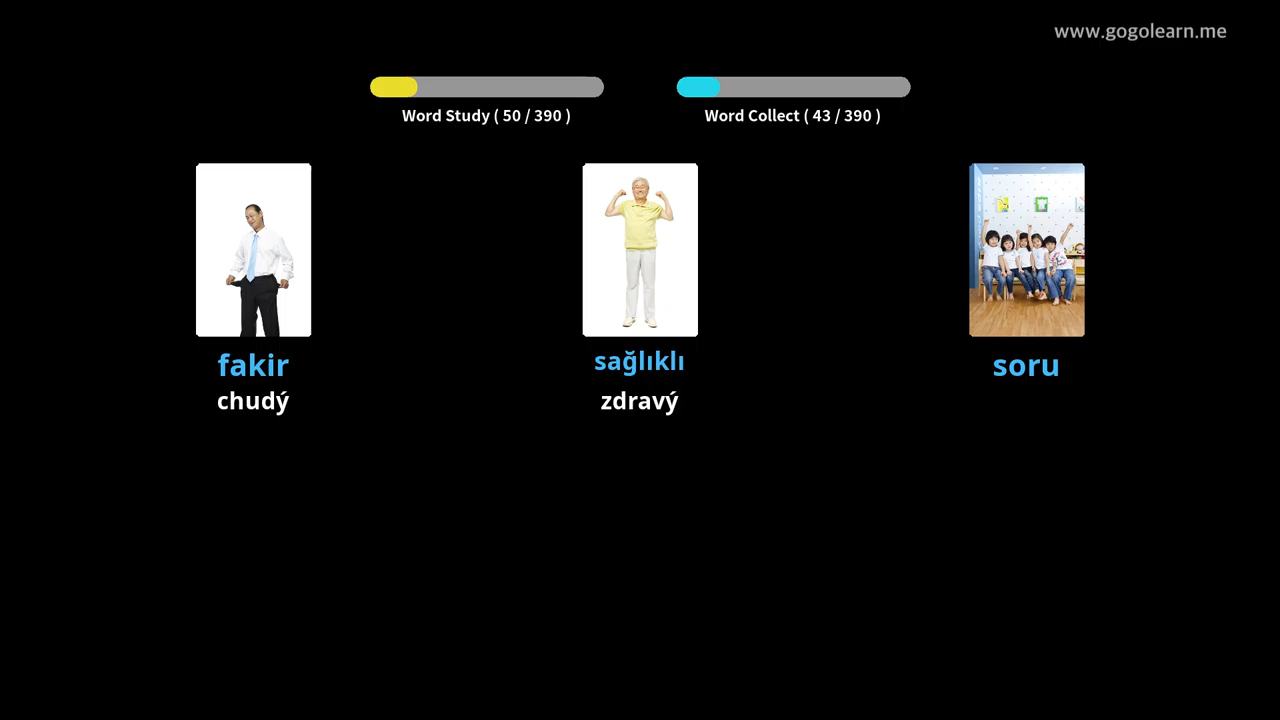 www.gogolearn.me
Word Study ( 50 / 390 )
Word Collect ( 43 / 390 )
fakir
chudý
sağlıklı
zdravý
soru